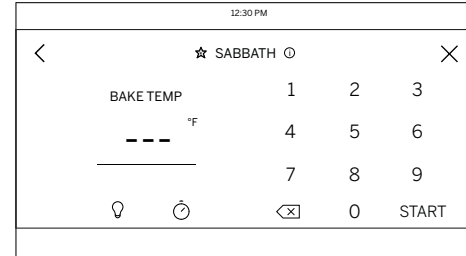 12:30 PM
SABBATH
BAKE TEMP
--- °F
1 2 3
4 5 6
7 8 9
0 START